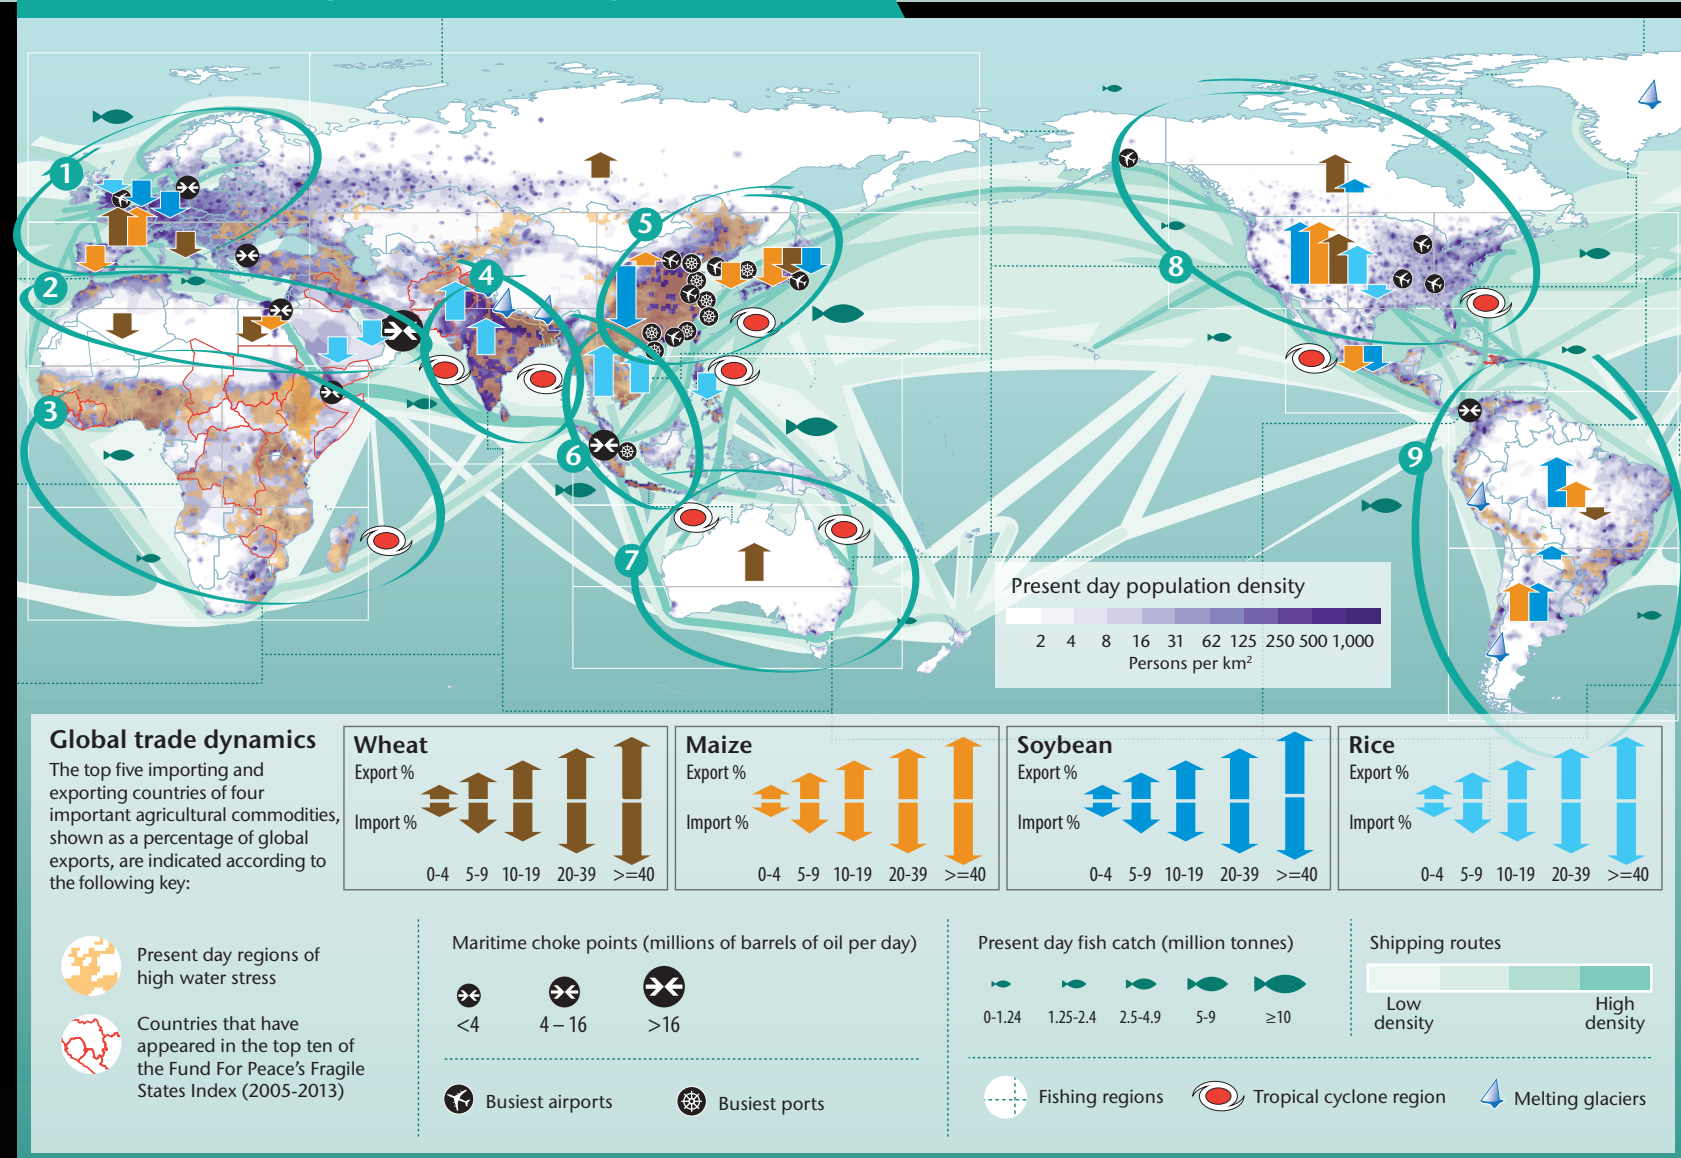 1
2
3
4
5
6
7
8
9
Present day population density
2 4 8 16 31 62 125 250 500 1,000
Persons per km²
Global trade dynamics
The top five importing and
exporting countries of four
important agricultural commodities,
shown as a percentage of global
exports, are indicated according to
the following key:
Wheat
Export %
Import %
0-4 5-9 10-19 20-39 >=40
Maize
Export %
Import %
0-4 5-9 10-19 20-39 >=40
Soybean
Export %
Import %
0-4 5-9 10-19 20-39 >=40
Rice
Export %
Import %
0-4 5-9 10-19 20-39 >=40
Present day regions of
high water stress
Countries that have
appeared in the top ten of
the Fund For Peace's Fragile
States Index (2005-2013)
Maritime choke points (millions of barrels of oil per day)
<4 4 – 16 >16
Busiest airports
Busiest ports
Present day fish catch (million tonnes)
0-1.24 1.25-2.4 2.5-4.9 5-9 ≥10
Shipping routes
Low
density
High
density
Fishing regions
Tropical cyclone region
Melting glaciers